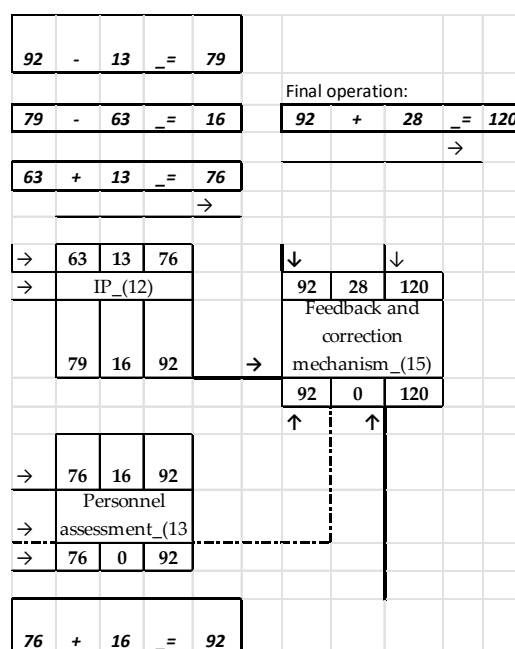 92 - 13 _= 79
Final operation:
79 - 63 _= 16
92 + 28 _= 120
→
63 + 13 _= 76
→
→ 63 13 76
↓ ↓
→ IP_(12)
92 28 120
Feedback and
correction
79 16 92
→ mechanism_(15)
92 0 120
↑ ↑
→ 76 16 92
Personnel
→ assessment_(13
→ 76 0 92
76 + 16 _= 92